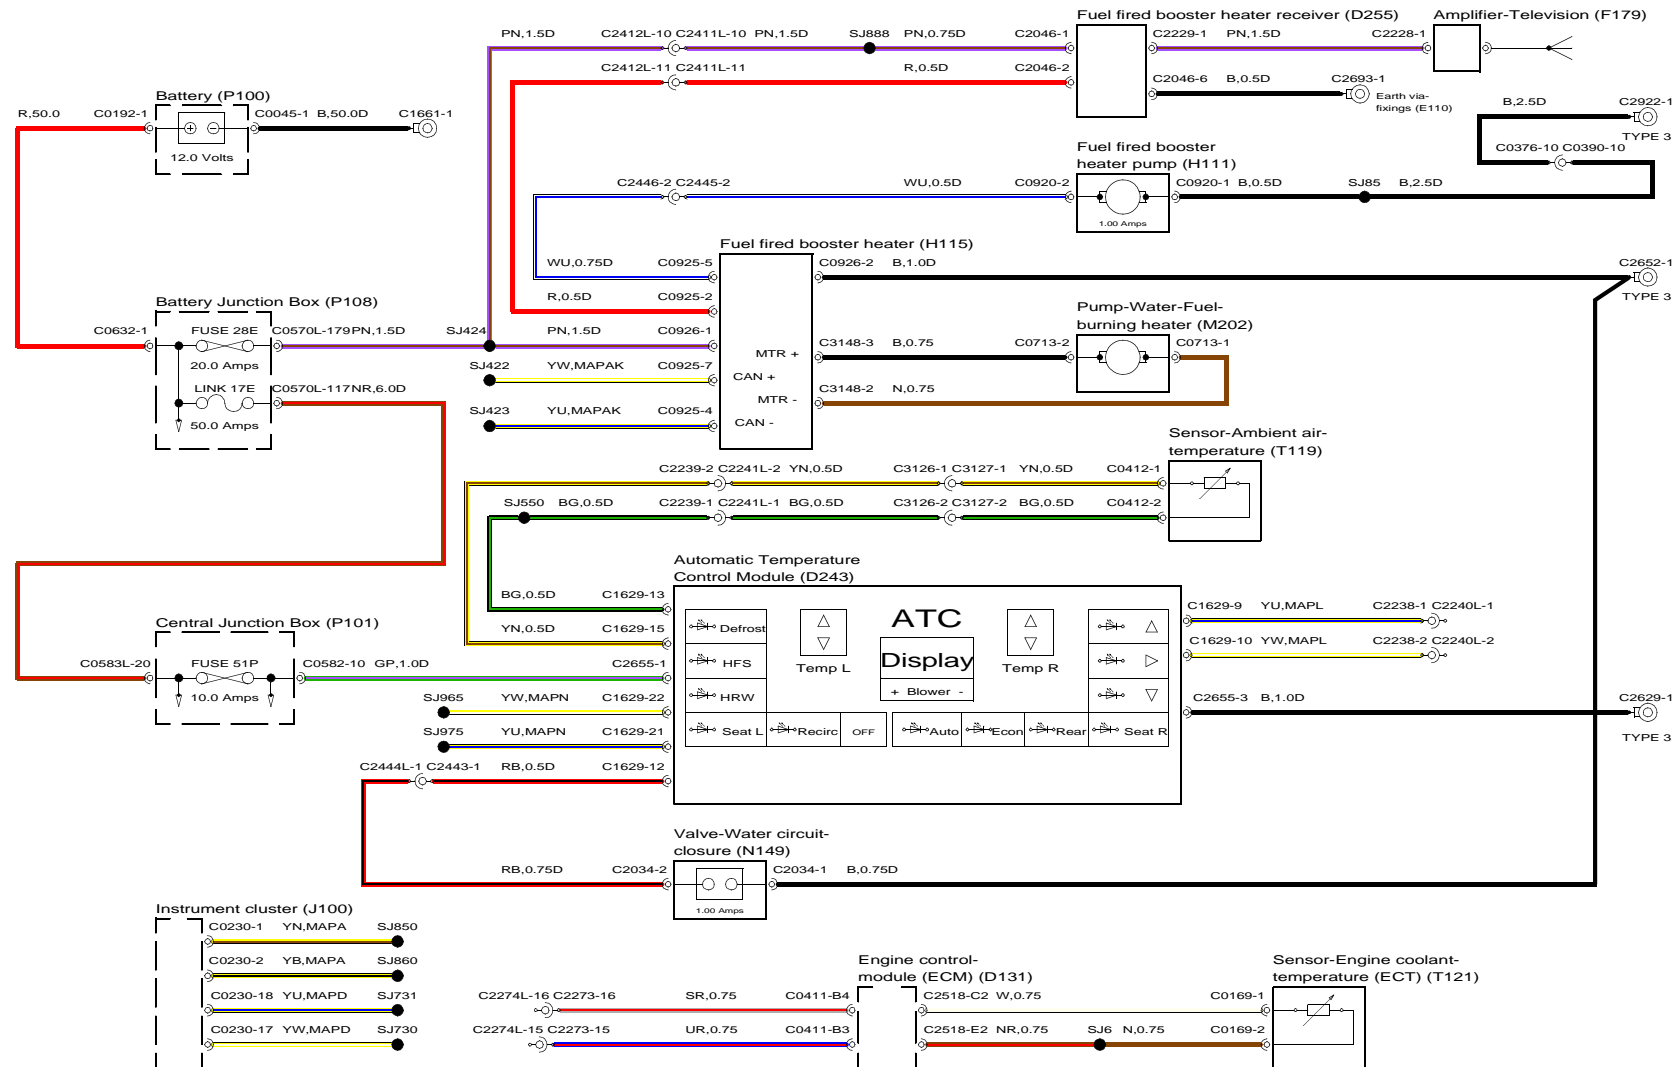 Fuel fired booster heater receiver (D255)
Amplifier-Television (F179)
PN,1.5D
C2412L-10 C2411L-10
PN,1.5D
SJ888
PN,0.75D
C2046-1
C2229-1
PN,1.5D
C2228-1
C2412L-11 C2411L-11
R,0.5D
C2046-2
C2046-6
B,0.5D
C2693-1
Earth via-
fixings (E110)
Battery (P100)
R,50.0
C0192-1
C0045-1
B,50.0D
C1661-1
12.0 Volts
B,2.5D
C2922-1
TYPE 3
C0376-10 C0390-10
Fuel fired booster
heater pump (H111)
C2446-2 C2445-2
WU,0.5D
C0920-2
C0920-1
B,0.5D
SJ85
B,2.5D
1.00 Amps
Fuel fired booster heater (H115)
WU,0.75D
C0925-5
C0926-2
B,1.0D
C2652-1
TYPE 3
R,0.5D
C0925-2
Battery Junction Box (P108)
C0632-1
FUSE 28E
C0570L-179PN,1.5D
SJ424
PN,1.5D
C0926-1
20.0 Amps
Pump-Water-Fuel-
burning heater (M202)
MTR +
C3148-3
B,0.75
C0713-2
C0713-1
SJ422
YW,MAPAK
C0925-7
CAN +
LINK 17E
C0570L-117NR,6.0D
50.0 Amps
MTR -
C3148-2
N,0.75
SJ423
YU,MAPAK
C0925-4
CAN -
Sensor-Ambient air-
temperature (T119)
C2239-2 C2241L-2
YN,0.5D
C3126-1 C3127-1
YN,0.5D
C0412-1
SJ550
BG,0.5D
C2239-1 C2241L-1
BG,0.5D
C3126-2 C3127-2
BG,0.5D
C0412-2
Automatic Temperature
Control Module (D243)
BG,0.5D
C1629-13
YN,0.5D
C1629-15
ATC
Defrost
HFS
HRW
Temp L
Display
+ Blower -
Temp R
Seat L
Recirc
OFF
Auto
Econ
Rear
Seat R
C1629-9
YU,MAPL
C2238-1 C2240L-1
C1629-10
YW,MAPL
C2238-2 C2240L-2
C2655-3
B,1.0D
C2629-1
TYPE 3
Central Junction Box (P101)
C0583L-20
FUSE 51P
10.0 Amps
C0582-10
GP,1.0D
C2655-1
SJ965
YW,MAPN
C1629-22
SJ975
YU,MAPN
C1629-21
C2444L-1 C2443-1
RB,0.5D
C1629-12
Valve-Water circuit-
closure (N149)
RB,0.75D
C2034-2
C2034-1
B,0.75D
1.00 Amps
Instrument cluster (J100)
C0230-1
YN,MAPA
SJ850
C0230-2
YB,MAPA
SJ860
C0230-18
YU,MAPD
SJ731
C0230-17
YW,MAPD
SJ730
Engine control-
module (ECM) (D131)
Sensor-Engine coolant-
temperature (ECT) (T121)
C2274L-16 C2273-16
SR,0.75
C0411-B4
C2518-C2
W,0.75
C0169-1
C2274L-15 C2273-15
UR,0.75
C0411-B3
C2518-E2
NR,0.75
SJ6
N,0.75
C0169-2